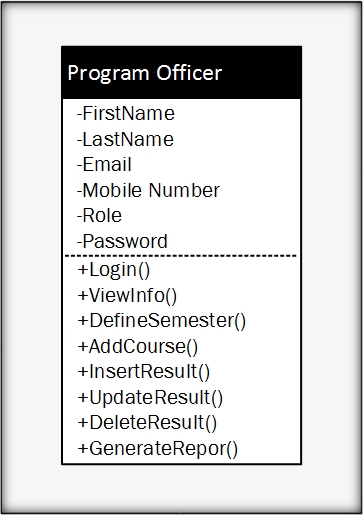 Program Officer
-FirstName
-LastName
-Email
-Mobile Number
-Role
-Password
+Login()
+ViewInfo()
+DefineSemester()
+AddCourse()
+InsertResult()
+UpdateResult()
+DeleteResult()
+GenerateRepor()